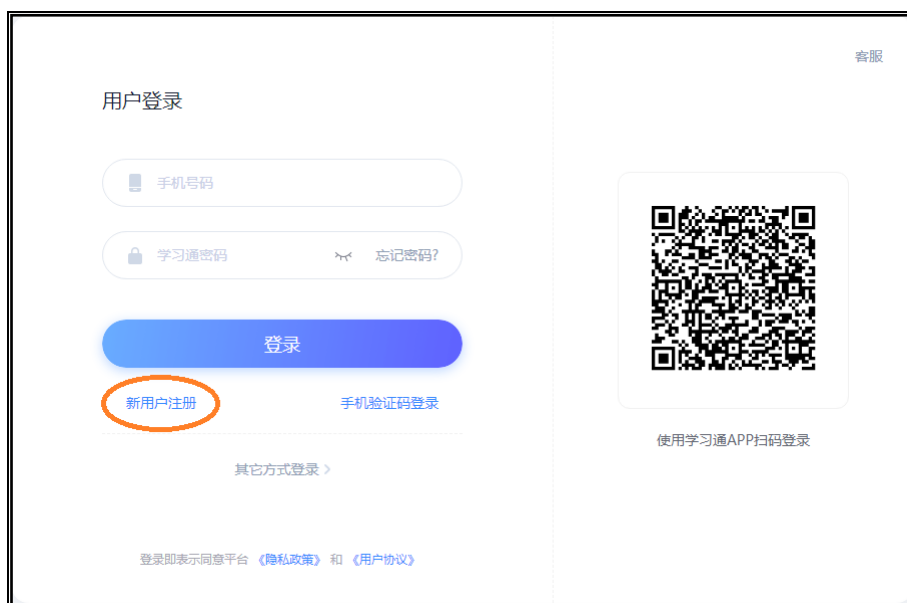 客服
用户登录
手机号码
学习通密码 忘记密码?
登录
新用户注册 手机验证码登录
使用学习通APP扫码登录
其它方式登录 >
登录即表示同意平台 《隐私政策》 和 《用户协议》